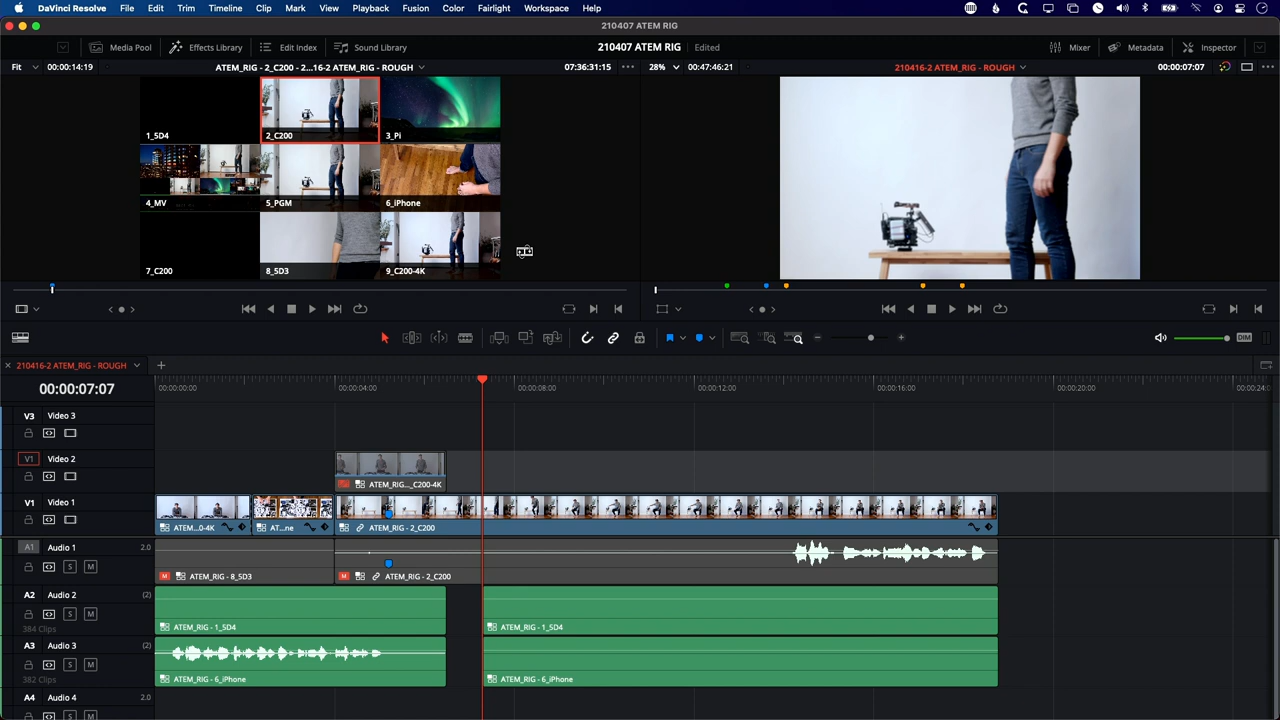 DaVinci Resolve File Edit Trim Timeline Clip Mark View Playback Fusion Color Fairlight Workspace Help
210407 ATEM RIG
Media Pool Effects Library Edit Index Sound Library 210407 ATEM RIG Edited Mixer Metadata Inspector
Fit 00:00:14:19 ATEM_RIG - 2_C200 - 2...16-2 ATEM_RIG - ROUGH 07:36:31:15 28% 00:47:46:21 210416-2 ATEM_RIG - ROUGH 00:00:07:07
1_5D4 2_C200 3_Pi
4_MV 5_PGM 6_iPhone
7_C200 8_5D3 9_C200-4K
DIM
210416-2 ATEM_RIG - ROUGH
00:00:07:07 00:00:00:00 00:00:04:00 00:00:08:00 00:00:12:00 00:00:16:00 00:00:20:00 00:00:24:0
V3 Video 3
V1 Video 2
ATEM_RIG..._C200-4K
V1 Video 1
ATEM...0-4K AT...ne ATEM_RIG - 2_C200
A1 Audio 1 2.0
S M M ATEM_RIG - 8_5D3 M ATEM_RIG - 2_C200
A2 Audio 2 (2)
S M
384 Clips ATEM_RIG - 1_5D4 ATEM_RIG - 1_5D4
A3 Audio 3 (2)
S M
382 Clips ATEM_RIG - 6_iPhone ATEM_RIG - 6_iPhone
A4 Audio 4 2.0
S M